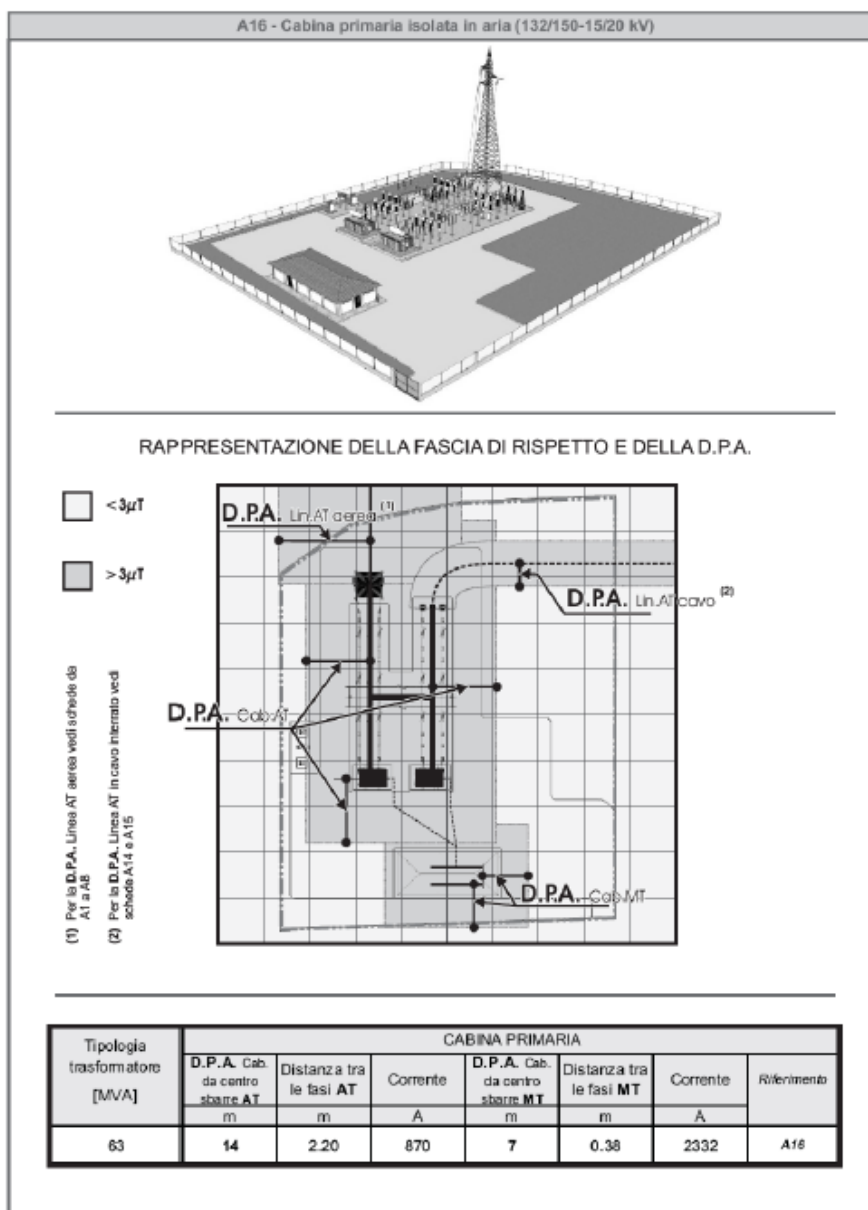 A16 - Cabina primaria isolata in aria (132/150-15/20 kV)
RAPPRESENTAZIONE DELLA FASCIA DI RISPETTO E DELLA D.P.A.
<3μT
>3μT
D.P.A. Lin.AT aerea (1)
D.P.A. Lin.AT cavo (2)
D.P.A. Cab.AT
D.P.A. Cab.MT
(1) Per la D.P.A. Linea AT aerea vedi schede da
A1 a A8
(2) Per la D.P.A. Linea AT in cavo interrato vedi
schede A14 e A15
Tipologia
trasformatore
[MVA]
CABINA PRIMARIA
D.P.A. Cab.
da centro
sbarre AT
Distanza tra
le fasi AT
Corrente
D.P.A. Cab.
da centro
sbarre MT
Distanza tra
le fasi MT
Corrente
Riferimento
m m A m m A
63 14 2.20 870 7 0.38 2332 A16